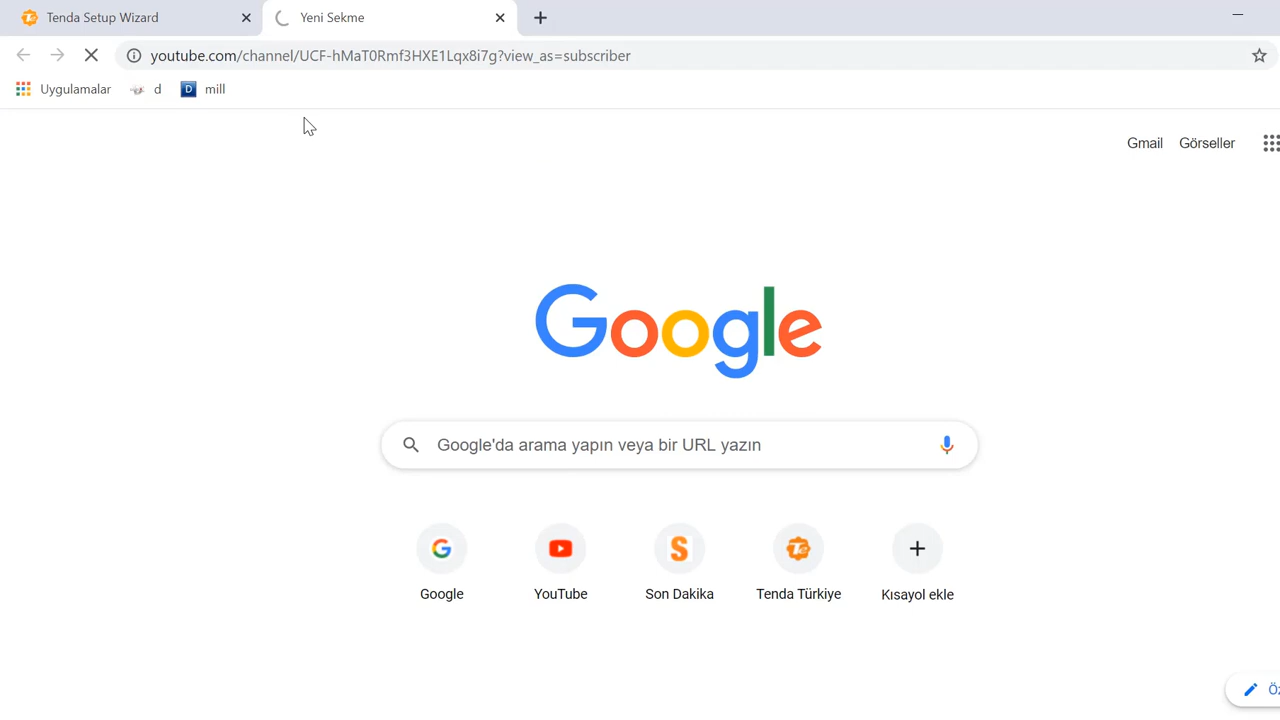 Tenda Setup Wizard
Yeni Sekme
youtube.com/channel/UCF-hMaT0Rmf3HXE1Lqx8i7g?view_as=subscriber
Uygulamalar d D mill
Gmail Görseller
Google
Google'da arama yapın veya bir URL yazın
Google YouTube Son Dakika Tenda Türkiye Kısayol ekle